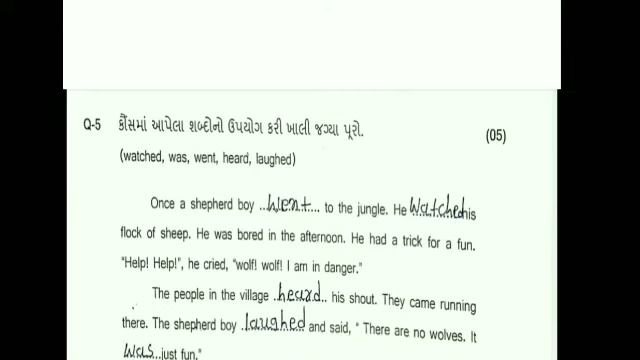 Q-5 કૌંસમાં આપેલા શબ્દોનો ઉપયોગ કરી ખાલી જગ્યા પૂરો. (05)
(watched, was, went, heard, laughed)
Once a shepherd boy ..went.... to the jungle. He watched his
flock of sheep. He was bored in the afternoon. He had a trick for a fun.
"Help! Help!", he cried, "wolf! wolf! I am in danger."
The people in the village .heard.. his shout. They came running
there. The shepherd boy .laughed and said, " There are no wolves. It
was...just fun."